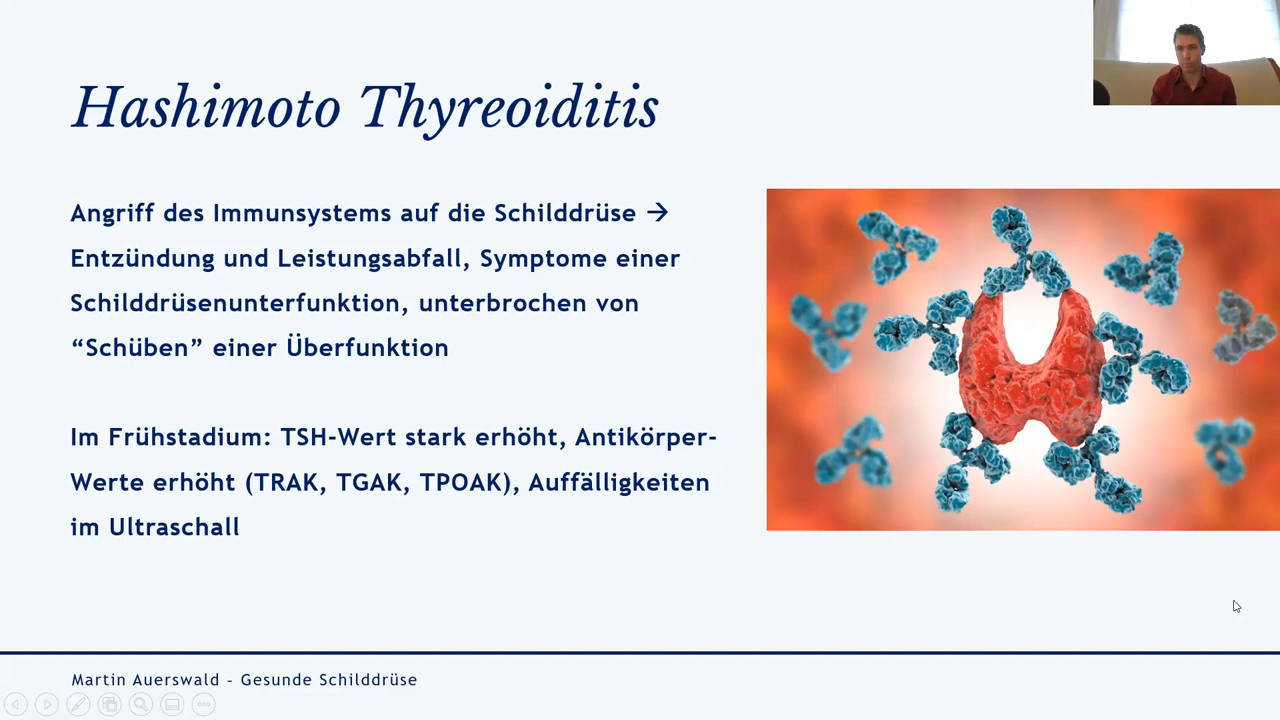 Hashimoto Thyreoiditis
Angriff des Immunsystems auf die Schilddrüse →
Entzündung und Leistungsabfall, Symptome einer
Schilddrüsenunterfunktion, unterbrochen von
“Schüben” einer Überfunktion
Im Frühstadium: TSH-Wert stark erhöht, Antikörper-
Werte erhöht (TRAK, TGAK, TPOAK), Auffälligkeiten
im Ultraschall
Martin Auerswald – Gesunde Schilddrüse